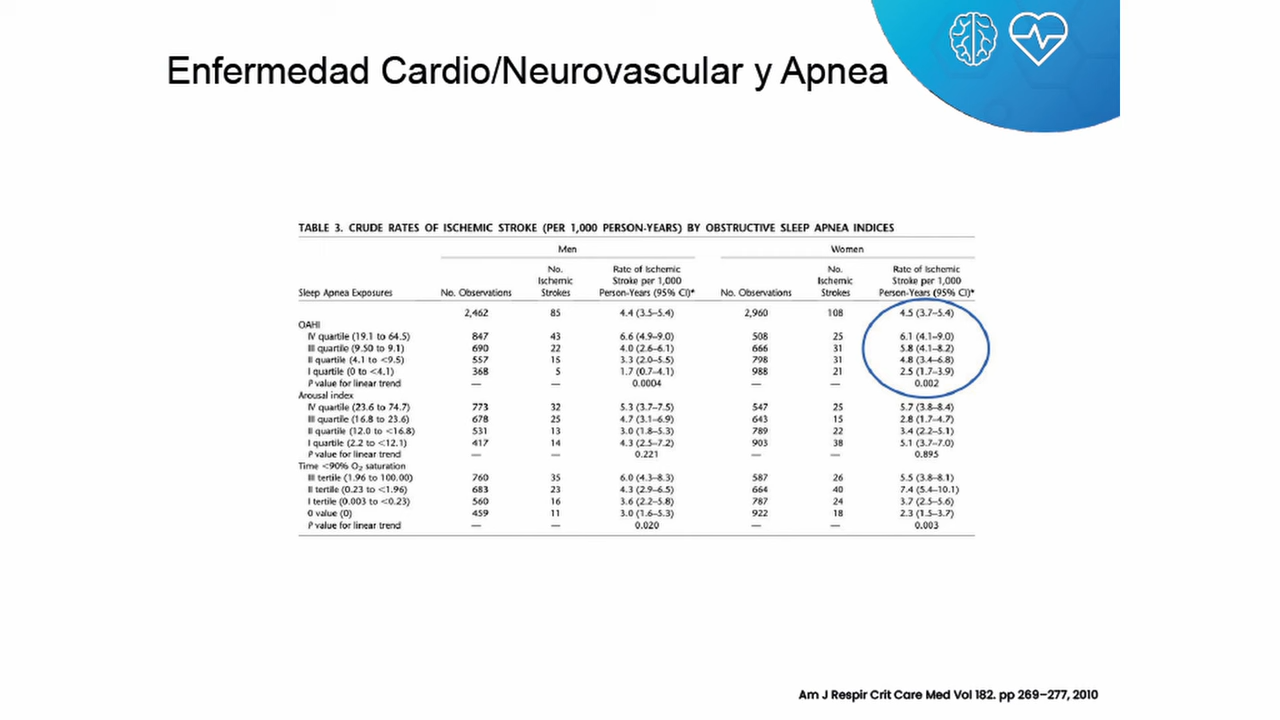 Enfermedad Cardio/Neurovascular y Apnea
TABLE 3. CRUDE RATES OF ISCHEMIC STROKE (PER 1,000 PERSON-YEARS) BY OBSTRUCTIVE SLEEP APNEA INDICES
Men Women
No. Rate of Ischemic No. Rate of Ischemic
Ischemic Stroke per 1,000 Ischemic Stroke per 1,000
Sleep Apnea Exposures No. Observations Strokes Person-Years (95% CI)* No. Observations Strokes Person-Years (95% CI)*
2,462 85 4.4 (3.5–5.4) 2,960 108 4.5 (3.7–5.4)
OAHI
IV quartile (19.1 to 64.5) 847 43 6.6 (4.9–9.0) 508 25 6.1 (4.1–9.0)
III quartile (9.50 to 9.1) 690 22 4.0 (2.6–6.1) 666 31 5.8 (4.1–8.2)
II quartile (4.1 to <9.5) 557 15 3.3 (2.0–5.5) 798 31 4.8 (3.4–6.8)
I quartile (0 to <4.1) 368 5 1.7 (0.7–4.1) 988 21 2.5 (1.7–3.9)
P value for linear trend — — 0.0004 — — 0.002
Arousal index
IV quartile (23.6 to 74.7) 773 32 5.3 (3.7–7.5) 547 25 5.7 (3.8–8.4)
III quartile (16.8 to 23.6) 678 25 4.7 (3.1–6.9) 643 15 2.8 (1.7–4.7)
II quartile (12.0 to <16.8) 531 13 3.0 (1.8–5.3) 789 22 3.4 (2.2–5.1)
I quartile (2.2 to <12.1) 417 14 4.3 (2.5–7.2) 903 38 5.1 (3.7–7.0)
P value for linear trend — — 0.221 — — 0.895
Time <90% O₂ saturation
III tertile (1.96 to 100.00) 760 35 6.0 (4.3–8.3) 587 26 5.5 (3.8–8.1)
II tertile (0.23 to <1.96) 683 23 4.3 (2.9–6.5) 664 40 7.4 (5.4–10.1)
I tertile (0.003 to <0.23) 560 16 3.6 (2.2–5.8) 787 24 3.7 (2.5–5.6)
0 value (0) 459 11 3.0 (1.6–5.3) 922 18 2.3 (1.5–3.7)
P value for linear trend — — 0.020 — — 0.003
Am J Respir Crit Care Med Vol 182. pp 269–277, 2010